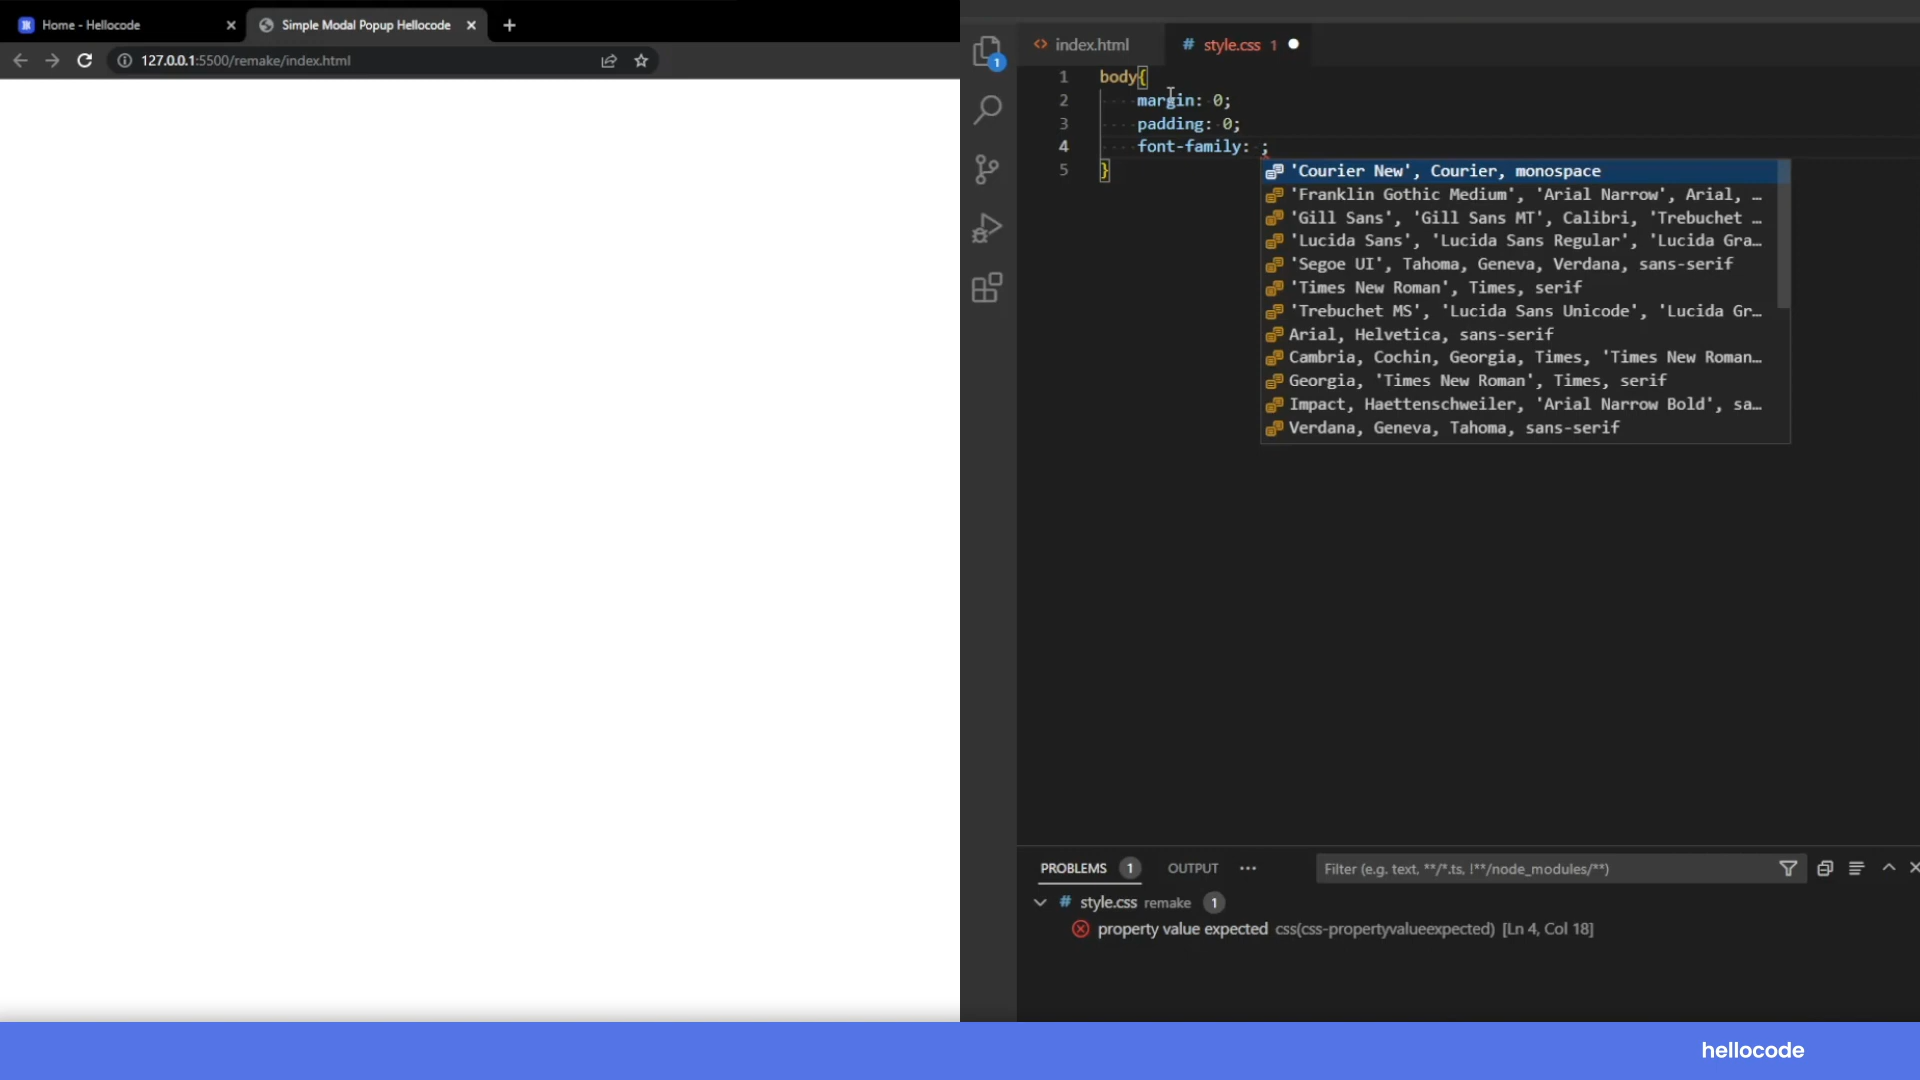 Home - Hellocode
Simple Modal Popup Hellocode
127.0.0.1:5500/remake/index.html
1
index.html
style.css 1
1 body{
2 margin: 0;
3 padding: 0;
4 font-family: ;
5 }
'Courier New', Courier, monospace
'Franklin Gothic Medium', 'Arial Narrow', Arial, …
'Gill Sans', 'Gill Sans MT', Calibri, 'Trebuchet …
'Lucida Sans', 'Lucida Sans Regular', 'Lucida Gra…
'Segoe UI', Tahoma, Geneva, Verdana, sans-serif
'Times New Roman', Times, serif
'Trebuchet MS', 'Lucida Sans Unicode', 'Lucida Gr…
Arial, Helvetica, sans-serif
Cambria, Cochin, Georgia, Times, 'Times New Roman…
Georgia, 'Times New Roman', Times, serif
Impact, Haettenschweiler, 'Arial Narrow Bold', sa…
Verdana, Geneva, Tahoma, sans-serif
PROBLEMS 1 OUTPUT ···
Filter (e.g. text, **/*.ts, !**/node_modules/**)
# style.css remake 1
property value expected css(css-propertyvalueexpected) [Ln 4, Col 18]
hellocode